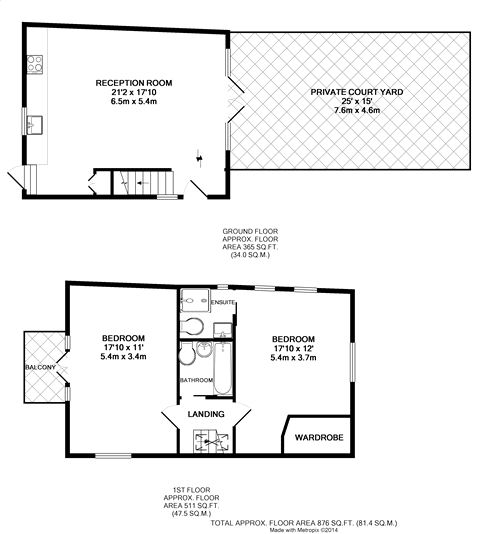 RECEPTION ROOM
21'2 x 17'10
6.5m x 5.4m
PRIVATE COURT YARD
25' x 15'
7.6m x 4.6m
GROUND FLOOR
APPROX. FLOOR
AREA 365 SQ.FT.
(34.0 SQ.M.)
ENSUITE
BEDROOM
17'10 x 11'
5.4m x 3.4m
BEDROOM
17'10 x 12'
5.4m x 3.7m
BALCONY
BATHROOM
LANDING
WARDROBE
1ST FLOOR
APPROX. FLOOR
AREA 511 SQ.FT.
(47.5 SQ.M.)
TOTAL APPROX. FLOOR AREA 876 SQ.FT. (81.4 SQ.M.)
Made with Metropix ©2014